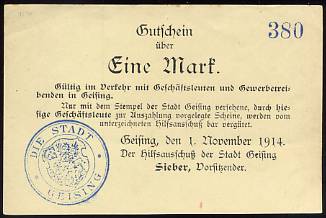 Gutschein
380
über
Eine Mark.
Gültig im Verkehr mit Geschäftsleuten und Gewerbetrei-
benden in Geising.
Nur mit dem Stempel der Stadt Geising versehene, durch hie-
sige Geschäftsleute zur Auszahlung vorgelegte Scheine, werden vom
unterzeichneten Hilfsausschuß bar vergütet.
Geising, den 1. November 1914.
Der Hilfsausschuß der Stadt Geising
Sieber, Vorsitzender.
DIE STADT
GEISING